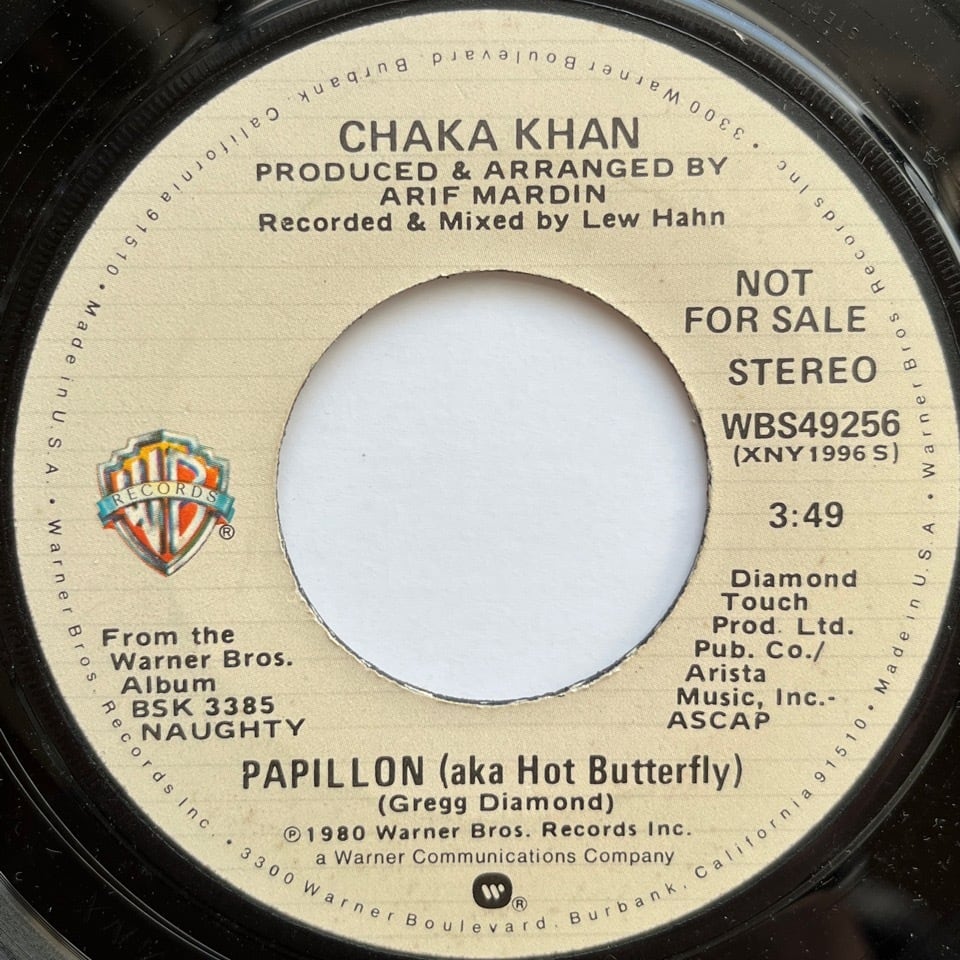 CHAKA KHAN
PRODUCED & ARRANGED BY
ARIF MARDIN
Recorded & Mixed by Lew Hahn
NOT
FOR SALE
STEREO
WBS49256
(XNY1996 S)
3:49
WB
RECORDS
®
Diamond
Touch
Prod. Ltd.
Pub. Co./
Arista
Music, Inc.-
ASCAP
From the
Warner Bros.
Album
BSK 3385
NAUGHTY
PAPILLON (aka Hot Butterfly)
(Gregg Diamond)
℗1980 Warner Bros. Records Inc.
a Warner Communications Company
W®
Warner Bros. Records Inc. • 3300 Warner Boulevard, Burbank, California 91510 • Made in U.S.A. •
Warner Bros. Records Inc. • 3300 Warner Boulevard, Burbank, California 91510 • Made in U.S.A. •